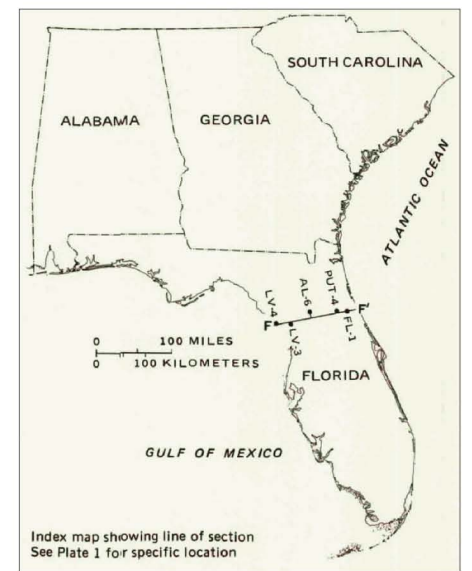 SOUTH CAROLINA
ALABAMA
GEORGIA
ATLANTIC OCEAN
LV-4
AL-6
PUT-4
F
LV-3
FL-1
F'
0 100 MILES
0 100 KILOMETERS
FLORIDA
GULF OF MEXICO
Index map showing line of section
See Plate 1 for specific location